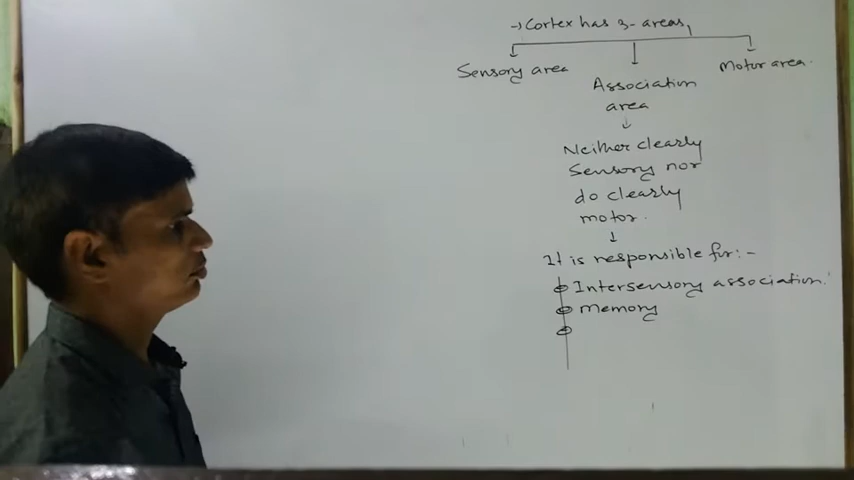 → Cortex has 3-areas,
Sensory area
Association
area
Motor area.
Neither clearly
Sensory nor
do clearly
motor.
It is responsible for:-
Intersensory association.
Memory